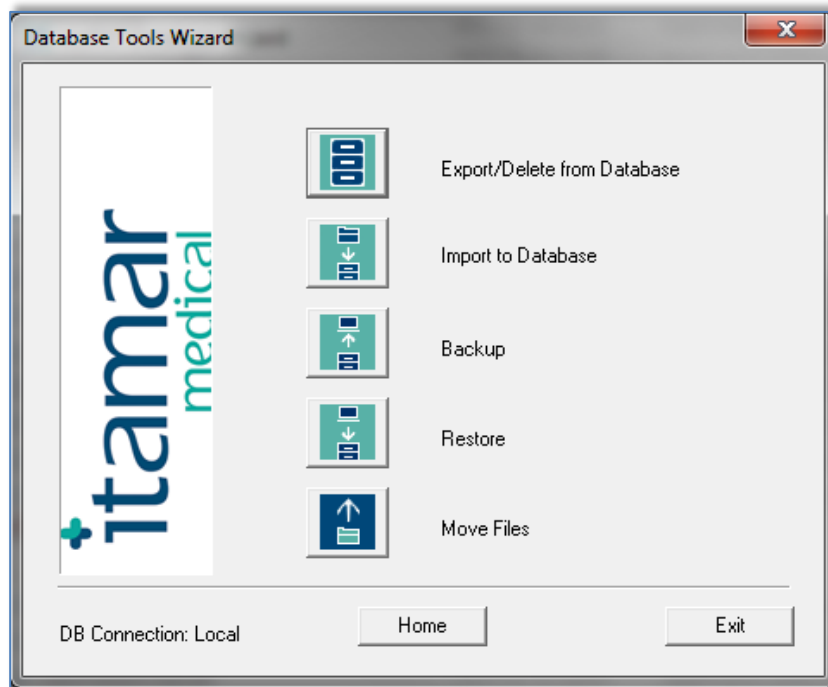 Database Tools Wizard
itamar
medical
Export/Delete from Database
Import to Database
Backup
Restore
Move Files
DB Connection: Local
Home
Exit